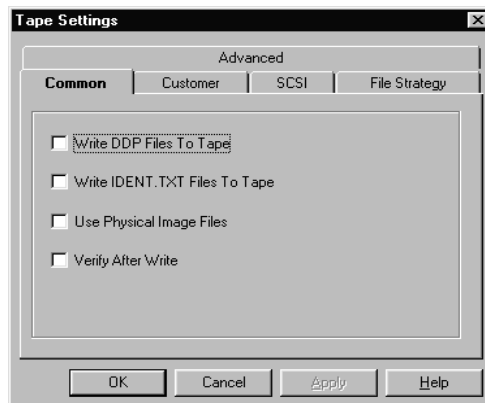 Tape Settings
Advanced
Common Customer SCSI File Strategy
Write DDP Files To Tape
Write IDENT.TXT Files To Tape
Use Physical Image Files
Verify After Write
OK Cancel Apply Help